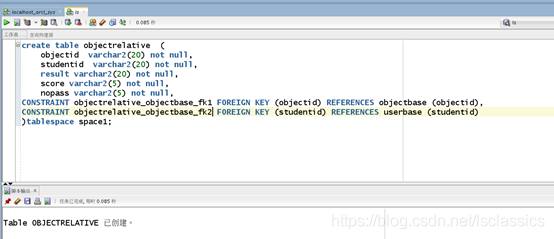 localhost_orcl_sys
ls
0.085 秒
ls
工作表
查询构建器
create table objectrelative (
objectid varchar2(20) not null,
studentid varchar2(20) not null,
result varchar2(20) not null,
score varchar2(5) not null,
nopass varchar2(5) not null,
CONSTRAINT objectrelative_objectbase_fk1 FOREIGN KEY (objectid) REFERENCES objectbase (objectid),
CONSTRAINT objectrelative_objectbase_fk2 FOREIGN KEY (studentid) REFERENCES userbase (studentid)
)tablespace space1;
脚本输出
任务已完成, 用时 0.085 秒
Table OBJECTRELATIVE 已创建。
https://blog.csdn.net/lsclassics